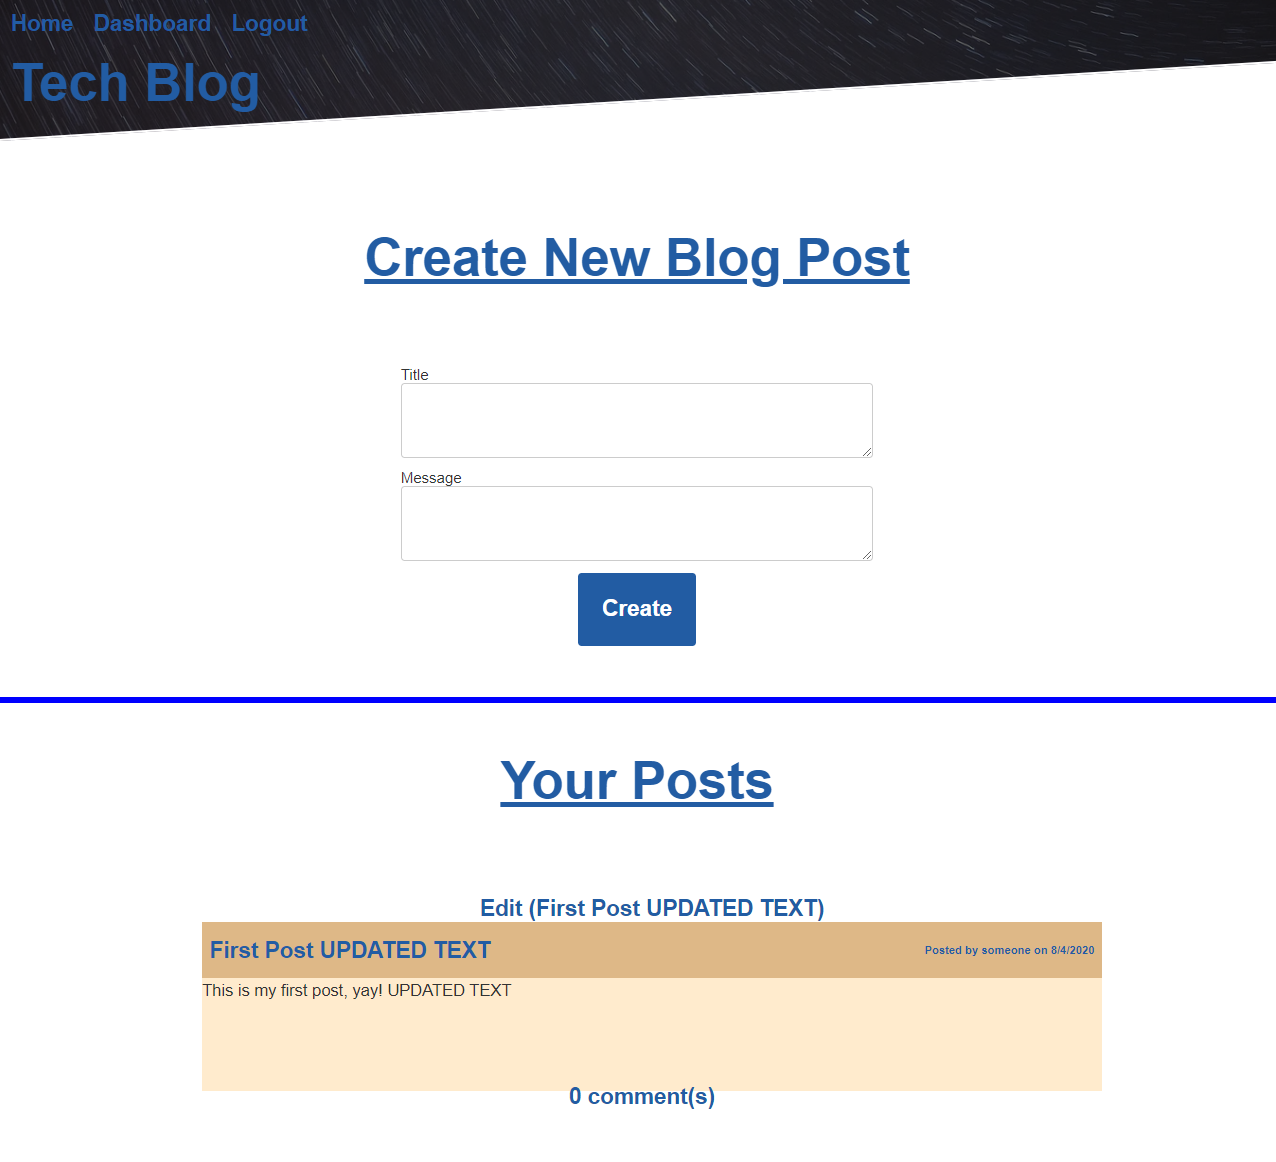 Home Dashboard Logout
Tech Blog
Create New Blog Post
Title
Message
Create
Your Posts
Edit (First Post UPDATED TEXT)
First Post UPDATED TEXT Posted by someone on 8/4/2020
This is my first post, yay! UPDATED TEXT
0 comment(s)